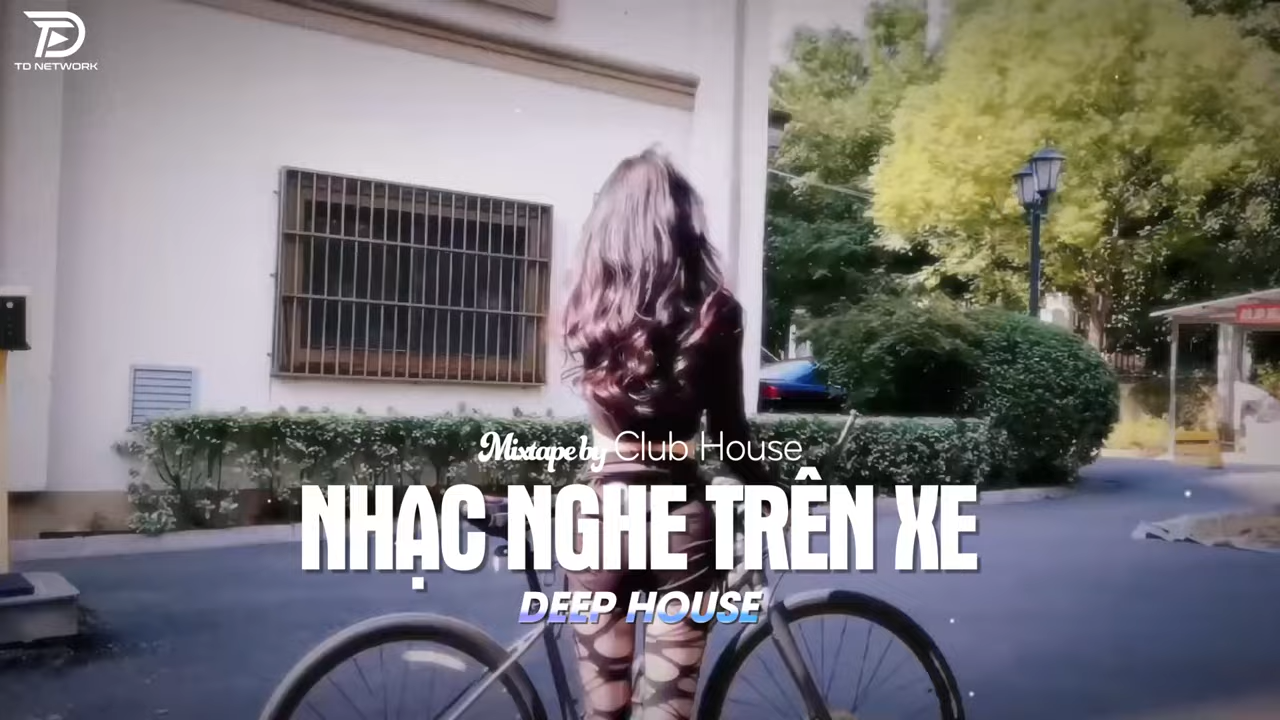 TD NETWORK
Mixtape by Club House
NHẠC NGHE TRÊN XE
DEEP HOUSE